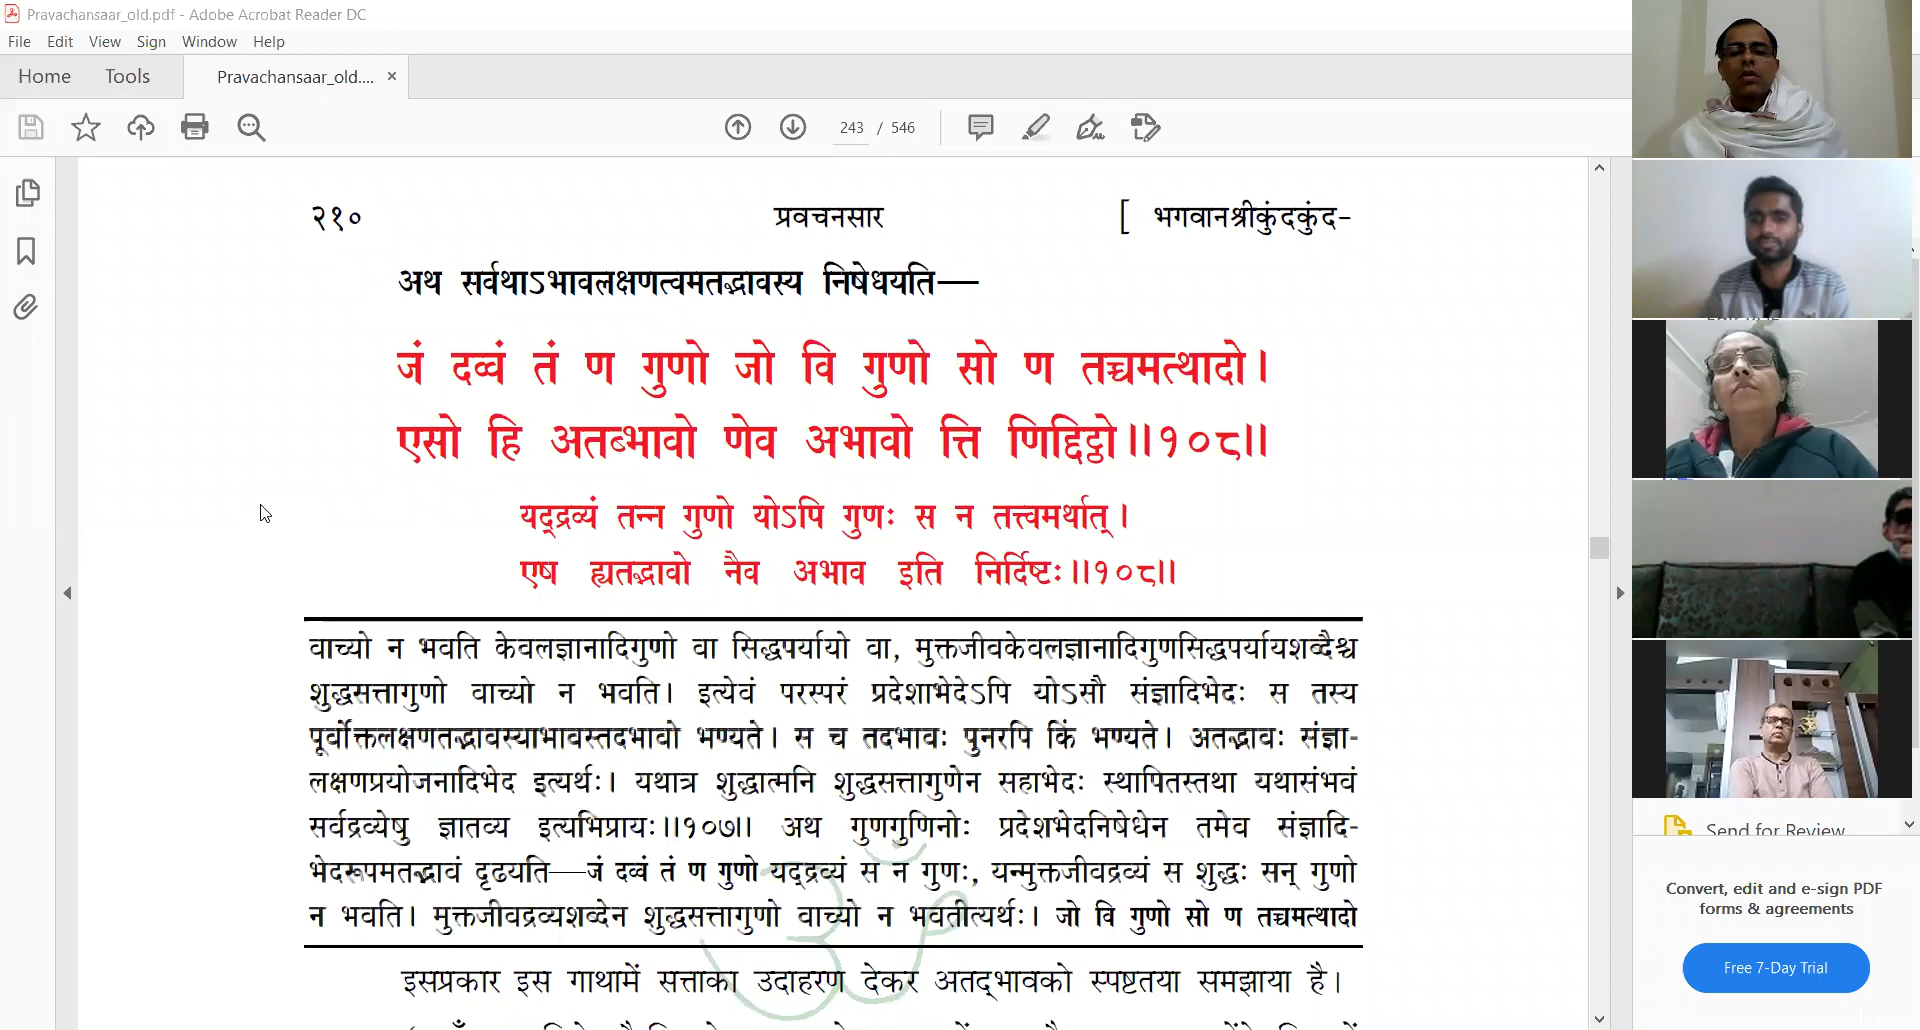 Pravachansaar_old.pdf - Adobe Acrobat Reader DC
File Edit View Sign Window Help
Home Tools Pravachansaar_old.... ×
243 / 546
२१० प्रवचनसार [ भगवानश्रीकुंदकुंद-
अथ सर्वथाऽभावलक्षणत्वमतद्भावस्य निषेधयति—
जं दव्वं तं ण गुणो जो वि गुणो सो ण तच्चमत्थादो।
एसो हि अतब्भावो णेव अभावो त्ति णिद्दिट्ठो॥१०८॥
यद्द्रव्यं तन्न गुणो योऽपि गुणः स न तत्त्वमर्थात्।
एष ह्यतद्भावो नैव अभाव इति निर्दिष्टः॥१०८॥
वाच्यो न भवति केवलज्ञानादिगुणो वा सिद्धपर्यायो वा, मुक्तजीवकेवलज्ञानादिगुणसिद्धपर्यायशब्दैश्च
शुद्धसत्तागुणो वाच्यो न भवति। इत्येवं परस्परं प्रदेशाभेदेऽपि योऽसौ संज्ञादिभेदः स तस्य
पूर्वोक्तलक्षणतद्भावस्याभावस्तदभावो भण्यते। स च तदभावः पुनरपि किं भण्यते। अतद्भावः संज्ञा-
लक्षणप्रयोजनादिभेद इत्यर्थः। यथात्र शुद्धात्मनि शुद्धसत्तागुणेन सहाभेदः स्थापितस्तथा यथासंभवं
सर्वद्रव्येषु ज्ञातव्य इत्यभिप्रायः॥१०७॥ अथ गुणगुणिनोः प्रदेशभेदनिषेधेन तमेव संज्ञादि-
भेदरूपमतद्भावं दृढयति—जं दव्वं तं ण गुणो यद्द्रव्यं स न गुणः, यन्मुक्तजीवद्रव्यं स शुद्धः सन् गुणो
न भवति। मुक्तजीवद्रव्यशब्देन शुद्धसत्तागुणो वाच्यो न भवतीत्यर्थः। जो वि गुणो सो ण तच्चमत्थादो
इसप्रकार इस गाथामें सत्ताका उदाहरण देकर अतद्भावको स्पष्टतया समझाया है।
Send for Review
Convert, edit and e-sign PDF
forms & agreements
Free 7-Day Trial